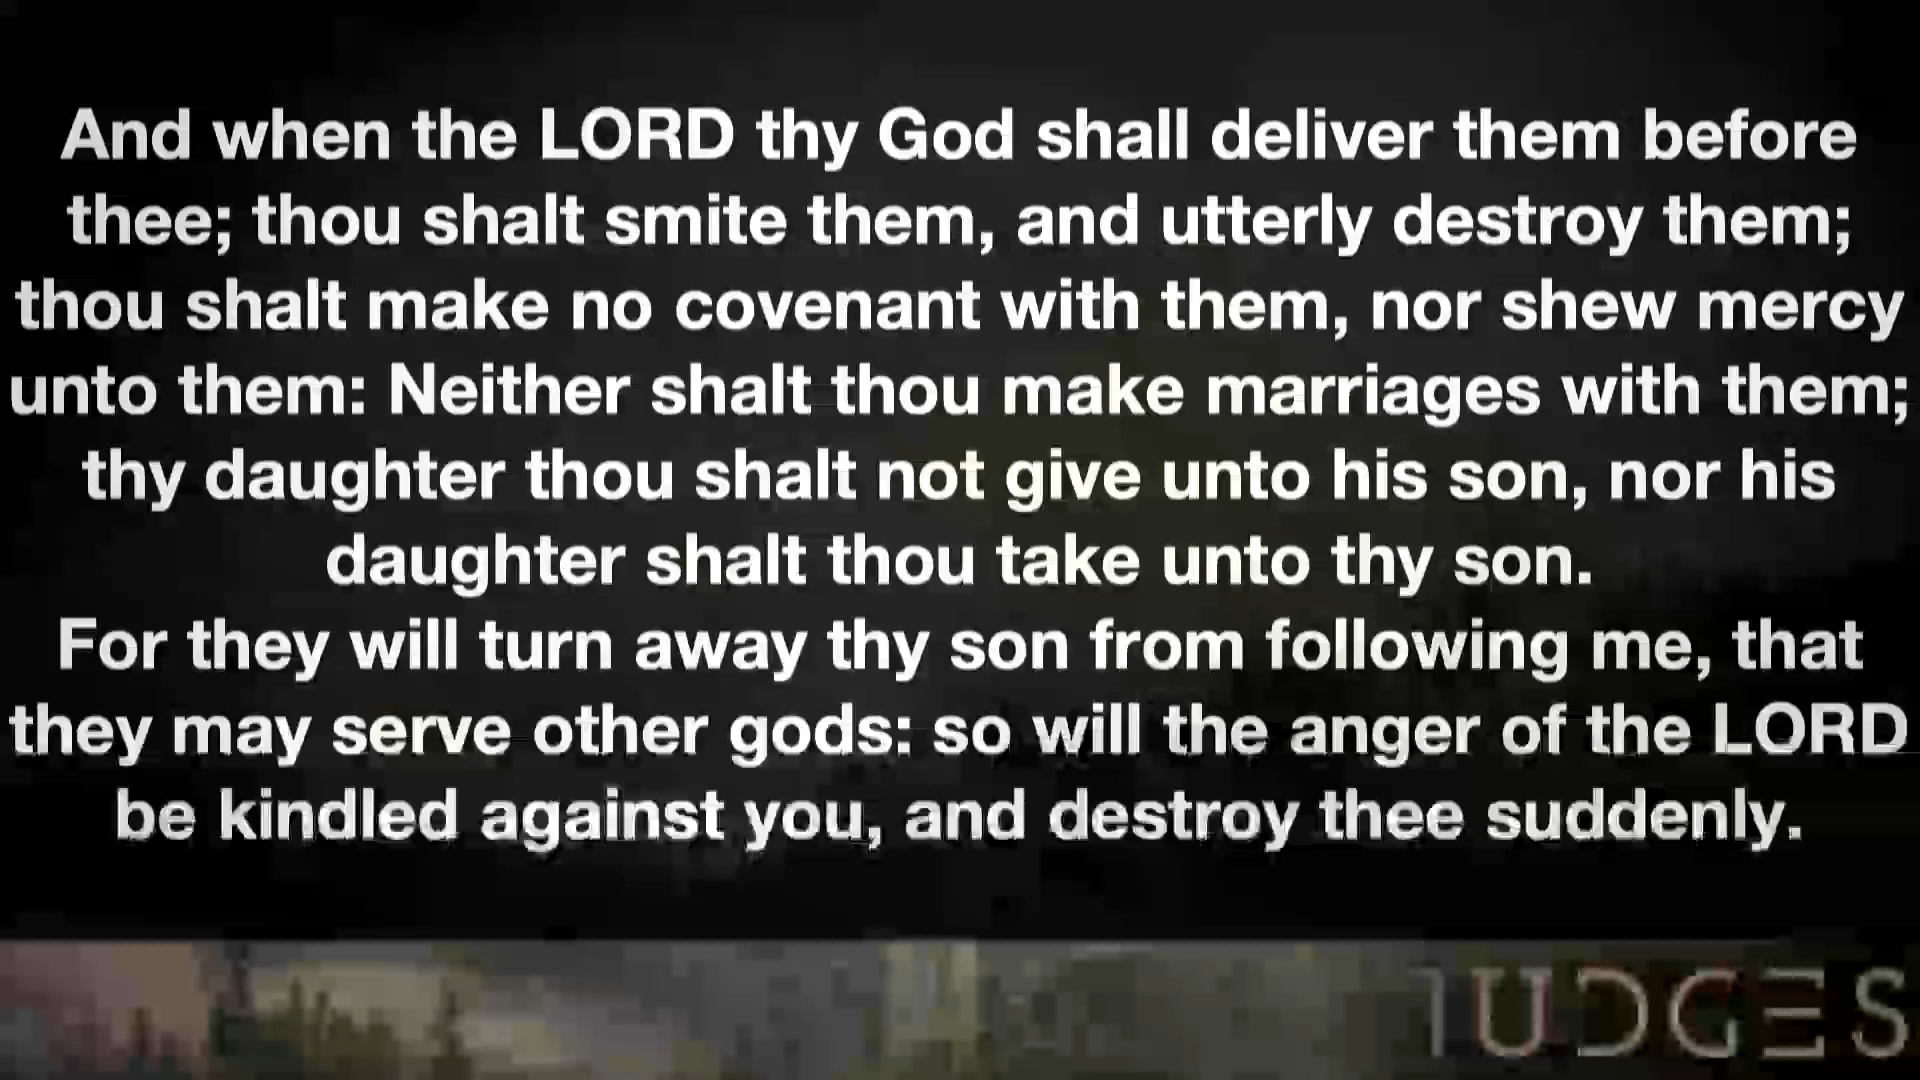 And when the LORD thy God shall deliver them before
thee; thou shalt smite them, and utterly destroy them;
thou shalt make no covenant with them, nor shew mercy
unto them: Neither shalt thou make marriages with them;
thy daughter thou shalt not give unto his son, nor his
daughter shalt thou take unto thy son.
For they will turn away thy son from following me, that
they may serve other gods: so will the anger of the LORD
be kindled against you, and destroy thee suddenly.
JUDGES